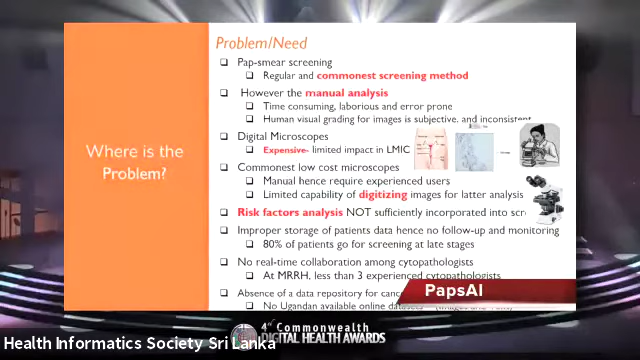 Problem/Need
Where is the
Problem?
Pap-smear screening
Regular and commonest screening method
However the manual analysis
Time consuming, laborious and error prone
Human visual grading for images is subjective, and inconsistent
Digital Microscopes
Expensive- limited impact in LMIC
Commonest low cost microscopes
Manual hence require experienced users
Limited capability of digitizing images for latter analysis
Risk factors analysis NOT sufficiently incorporated into
Improper storage of patients data hence no follow-up and monitoring
80% of patients go for screening at late stages
No real-time collaboration among cytopathologists
At MRRH, less than 3 experienced cytopathologists
Absence of a data repository for
No Ugandan available online
PapsAI
4th Commonwealth
DIGITAL HEALTH AWARDS
Health Informatics Society Sri Lanka